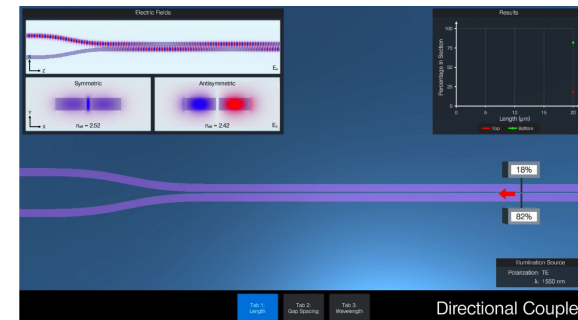 Electric Fields
Z
Eₓ
Symmetric
Antisymmetric
Y
X
nₑff = 2.52
nₑff = 2.42
Eₓ
Results
Percentage in Section
100
75
50
25
0
0 5 10 15 20
Length (μm)
Top Bottom
18%
82%
Illumination Source
Polarization: TE
λ: 1550 nm
Tab 1:
Length
Tab 2:
Gap Spacing
Tab 3:
Wavelength
Directional Couple